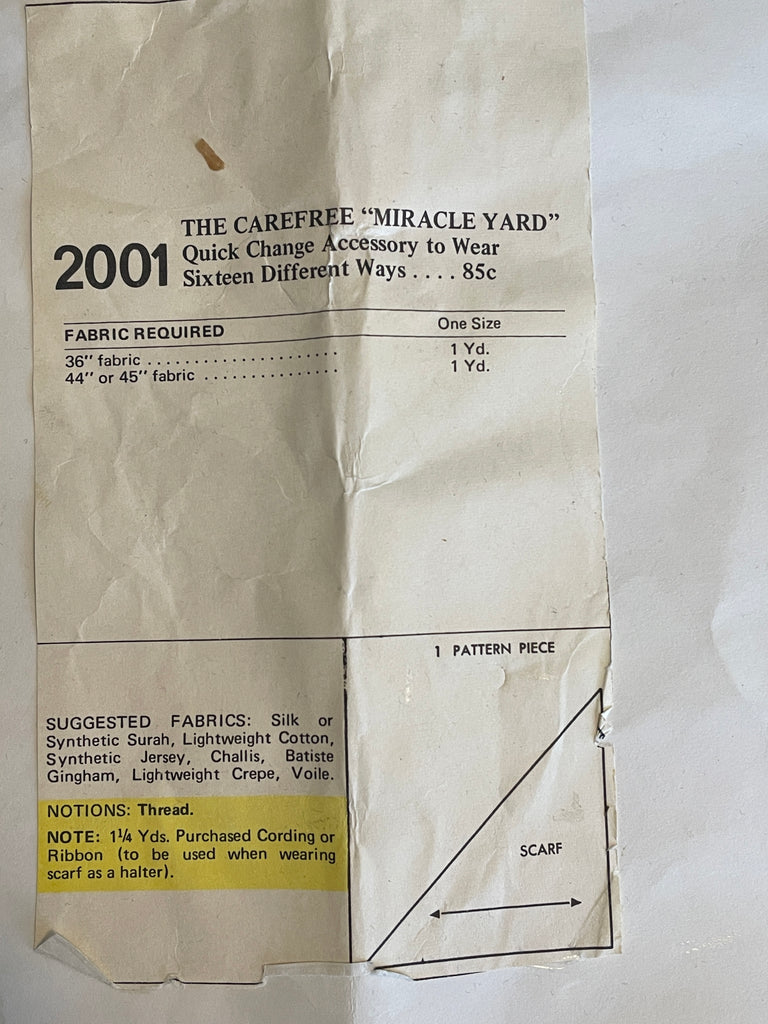 THE CAREFREE “MIRACLE YARD”
2001 Quick Change Accessory to Wear
Sixteen Different Ways . . . . 85c
FABRIC REQUIRED One Size
36" fabric . . . . . . . . . . . . . . . . . . . . . 1 Yd.
44" or 45" fabric . . . . . . . . . . . . . . . 1 Yd.
1 PATTERN PIECE
SUGGESTED FABRICS: Silk or
Synthetic Surah, Lightweight Cotton,
Synthetic Jersey, Challis, Batiste
Gingham, Lightweight Crepe, Voile.
NOTIONS: Thread.
NOTE: 1¼ Yds. Purchased Cording or
Ribbon (to be used when wearing
scarf as a halter).
SCARF